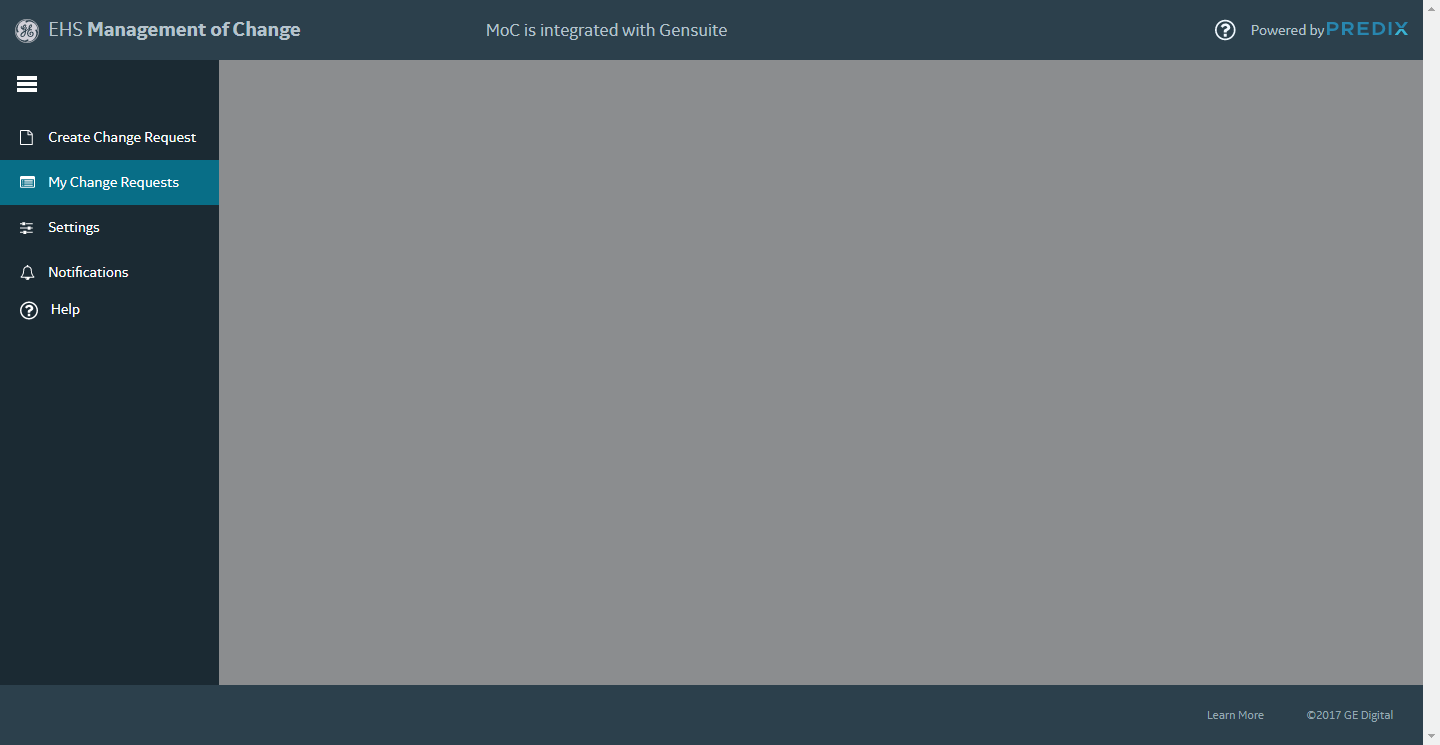 EHS Management of Change
MoC is integrated with Gensuite
Powered by PREDIX
Create Change Request
My Change Requests
Settings
Notifications
Help
Learn More
©2017 GE Digital